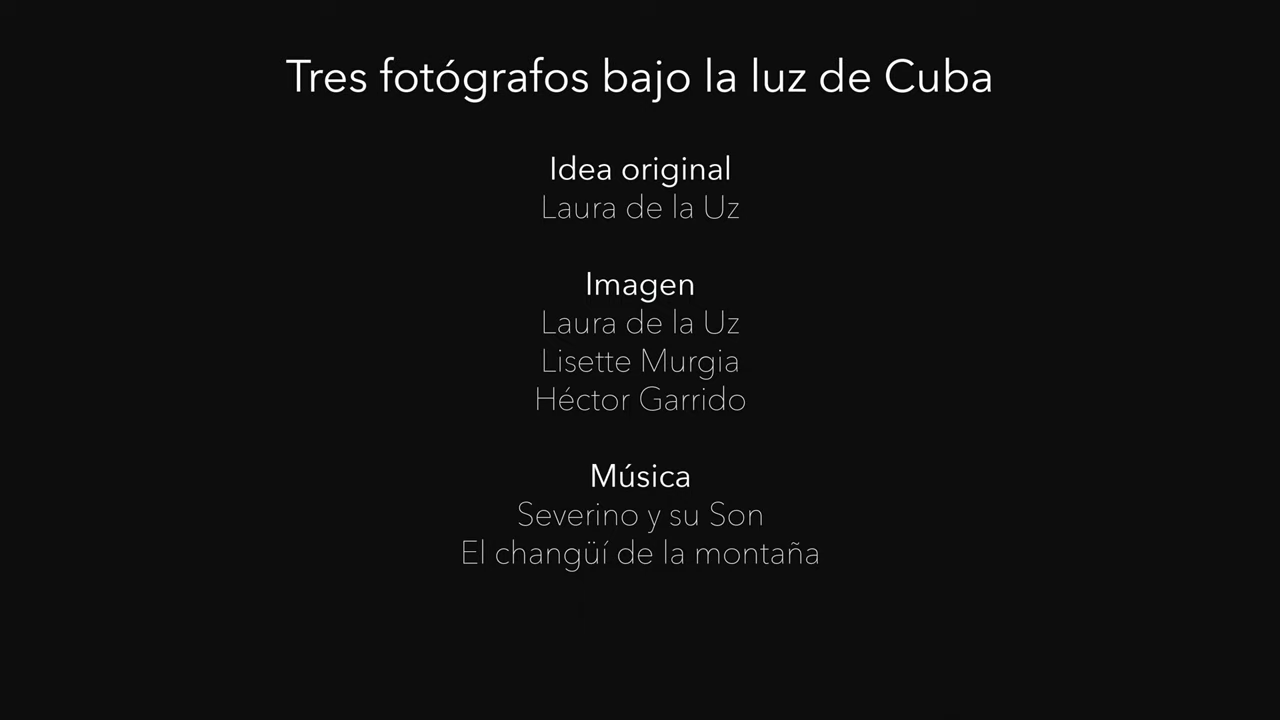 Tres fotógrafos bajo la luz de Cuba
Idea original
Laura de la Uz
Imagen
Laura de la Uz
Lisette Murgia
Héctor Garrido
Música
Severino y su Son
El changüí de la montaña